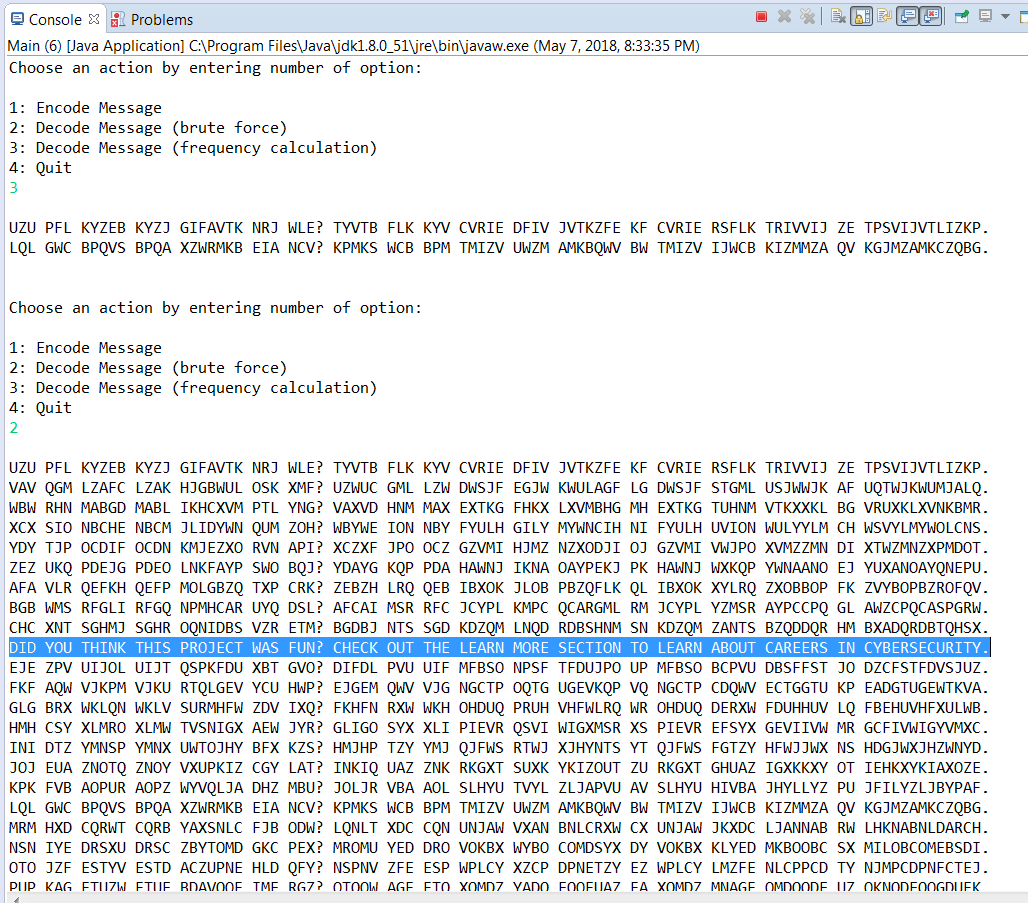 Console Problems
Main (6) [Java Application] C:\Program Files\Java\jdk1.8.0_51\jre\bin\javaw.exe (May 7, 2018, 8:33:35 PM)
Choose an action by entering number of option:
1: Encode Message
2: Decode Message (brute force)
3: Decode Message (frequency calculation)
4: Quit
3
UZU PFL KYZEB KYZJ GIFAVTK NRJ WLE? TYVTB FLK KYV CVRIE DFIV JVTKZFE KF CVRIE RSFLK TRIVVIJ ZE TPSVIJVTLIZKP.
LQL GWC BPQVS BPQA XZWRMKB EIA NCV? KPMKS WCB BPM TMIZV UWZM AMKBQWV BW TMIZV IJWCB KIZMMZA QV KGJMZAMKCZQBG.
Choose an action by entering number of option:
1: Encode Message
2: Decode Message (brute force)
3: Decode Message (frequency calculation)
4: Quit
2
UZU PFL KYZEB KYZJ GIFAVTK NRJ WLE? TYVTB FLK KYV CVRIE DFIV JVTKZFE KF CVRIE RSFLK TRIVVIJ ZE TPSVIJVTLIZKP.
VAV QGM LZAFC LZAK HJGBWUL OSK XMF? UZWUC GML LZW DWSJF EGJW KWULAGF LG DWSJF STGML USJWWJK AF UQTWJKWUMJALQ.
WBW RHN MABGD MABL IKHCXVM PTL YNG? VAXVD HNM MAX EXTKG FHKX LXVMBHG MH EXTKG TUHNM VTKXXKL BG VRUXKLXVNKBMR.
XCX SIO NBCHE NBCM JLIDYWN QUM ZOH? WBYWE ION NBY FYULH GILY MYWNCIH NI FYULH UVION WULYYLM CH WSVYLMYWOLCNS.
YDY TJP OCDIF OCDN KMJEZXO RVN API? XCZXF JPO OCZ GZVMI HJMZ NZXODJI OJ GZVMI VWJPO XVMZZMN DI XTWZMNZXPMDOT.
ZEZ UKQ PDEJG PDEO LNKFAYP SWO BQJ? YDAYG KQP PDA HAWNJ IKNA OAYPEKJ PK HAWNJ WXKQP YWNAANO EJ YUXANOAYQNEPU.
AFA VLR QEFKH QEFP MOLGBZQ TXP CRK? ZEBZH LRQ QEB IBXOK JLOB PBZQFLK QL IBXOK XYLRQ ZXOBBOP FK ZVYBOPBZROFQV.
BGB WMS RFGLI RFGQ NPMHCAR UYQ DSL? AFCAI MSR RFC JCYPL KMPC QCARGML RM JCYPL YZMSR AYPCCPQ GL AWZCPQCASPGRW.
CHC XNT SGHMJ SGHR OQNIDBS VZR ETM? BGDBJ NTS SGD KDZQM LNQD RDBSHNM SN KDZQM ZANTS BZQDDQR HM BXADQRDBTQHSX.
DID YOU THINK THIS PROJECT WAS FUN? CHECK OUT THE LEARN MORE SECTION TO LEARN ABOUT CAREERS IN CYBERSECURITY.
EJE ZPV UIJOL UIJT QSPKFDU XBT GVO? DIFDL PVU UIF MFBSO NPSF TFDUJPO UP MFBSO BCPVU DBSFFST JO DZCFSTFDVSJUZ.
FKF AQW VJKPM VJKU RTQLGEV YCU HWP? EJGEM QWV VJG NGCTP OQTG UGEVKQP VQ NGCTP CDQWV ECTGGTU KP EADGTUGEWTKVA.
GLG BRX WKLQN WKLV SURMHFW ZDV IXQ? FKHFN RXW WKH OHDUQ PRUH VHFWLRQ WR OHDUQ DERXW FDUHHUV LQ FBEHUVHFXULWB.
HMH CSY XLMRO XLMW TVSNIGX AEW JYR? GLIGO SYX XLI PIEVR QSVI WIGXMSR XS PIEVR EFSYX GEVIIVW MR GCFIVWIGYVMXC.
INI DTZ YMNSP YMNX UWTOJHY BFX KZS? HMJHP TZY YMJ QJFWS RTWJ XJHYNTS YT QJFWS FGTZY HFWJJWX NS HDGJWXJHZWNYD.
JOJ EUA ZNOTQ ZNOY VXUPKIZ CGY LAT? INKIQ UAZ ZNK RKGXT SUXK YKIZOUT ZU RKGXT GHUAZ IGXKKXY OT IEHKXYKIAXOZE.
KPK FVB AOPUR AOPZ WYVQLJA DHZ MBU? JOLJR VBA AOL SLHYU TVYL ZLJAPVU AV SLHYU HIVBA JHYLLYZ PU JFILYZLJBYPAF.
LQL GWC BPQVS BPQA XZWRMKB EIA NCV? KPMKS WCB BPM TMIZV UWZM AMKBQWV BW TMIZV IJWCB KIZMMZA QV KGJMZAMKCZQBG.
MRM HXD CQRWT CQRB YAXSNLC FJB ODW? LQNLT XDC CQN UNJAW VXAN BNLCRXW CX UNJAW JKXDC LJANNAB RW LHKNABNLDARCH.
NSN IYE DRSXU DRSC ZBYTOMD GKC PEX? MROMU YED DRO VOKBX WYBO COMDSYX DY VOKBX KLYED MKBOOBC SX MILOBCOMEBSDI.
OTO JZF ESTYV ESTD ACZUPNE HLD QFY? NSPNV ZFE ESP WPLCY XZCP DPNETZY EZ WPLCY LMZFE NLCPPCD TY NJMPCDPNFCTEJ.
PUP KAG FTUZW FTUE BDAVQOF IME RGZ? OTQOW AGF FTQ XQMDZ YADQ EQOFUAZ FA XQMDZ MNAGF OMDQQDE UZ OKNQDEQOGDUFK.